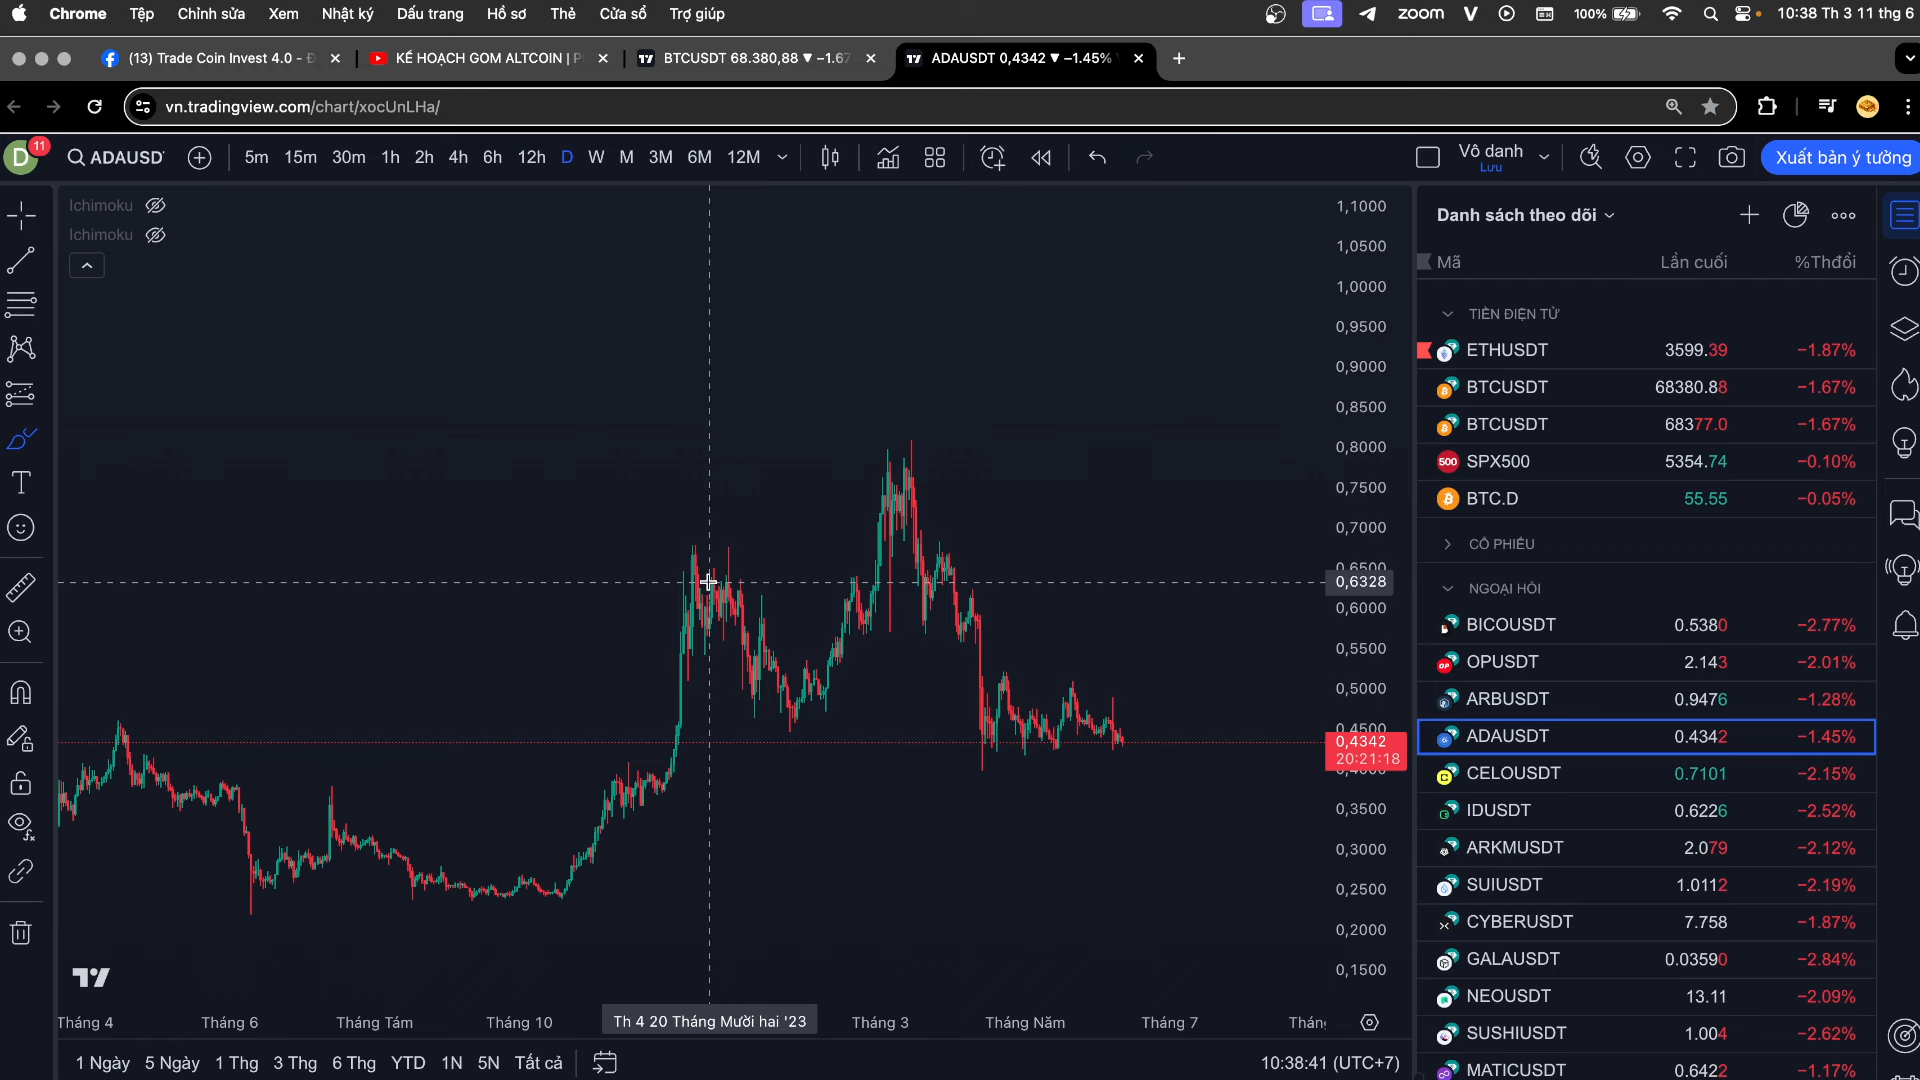 Chrome Tệp Chỉnh sửa Xem Nhật ký Dấu trang Hồ sơ Thẻ Cửa sổ Trợ giúp zoom 100% 10:38 Th 3 11 thg 6
(13) Trade Coin Invest 4.0 - KẾ HOẠCH GOM ALTCOIN | BTCUSDT 68.380,88 ▼ −1.67 ADAUSDT 0,4342 ▼ −1.45%
vn.tradingview.com/chart/xocUnLHa/
D 11 ADAUSD 5m 15m 30m 1h 2h 4h 6h 12h D W M 3M 6M 12M Vô danh Lưu Xuất bản ý tưởng
Ichimoku
Ichimoku
1,1000
1,0500
1,0000
0,9500
0,9000
0,8500
0,8000
0,7500
0,7000
0,6500
0,6328
0,6000
0,5500
0,5000
0,4500
0,4342
20:21:18
0,4000
0,3500
0,3000
0,2500
0,2000
0,1500
Tháng 4 Tháng 6 Tháng Tám Tháng 10 Th 4 20 Tháng Mười hai '23 Tháng 3 Tháng Năm Tháng 7
1 Ngày 5 Ngày 1 Thg 3 Thg 6 Thg YTD 1N 5N Tất cả 10:38:41 (UTC+7)
Danh sách theo dõi
Mã Lần cuối %Thđổi
TIỀN ĐIỆN TỬ
ETHUSDT 3599.39 −1.87%
BTCUSDT 68380.88 −1.67%
BTCUSDT 68377.0 −1.67%
500 SPX500 5354.74 −0.10%
BTC.D 55.55 −0.05%
CỔ PHIẾU
NGOẠI HỐI
BICOUSDT 0.5380 −2.77%
OP OPUSDT 2.143 −2.01%
ARBUSDT 0.9476 −1.28%
ADAUSDT 0.4342 −1.45%
CELOUSDT 0.7101 −2.15%
IDUSDT 0.6226 −2.52%
ARKMUSDT 2.079 −2.12%
SUIUSDT 1.0112 −2.19%
CYBERUSDT 7.758 −1.87%
GALAUSDT 0.03590 −2.84%
NEOUSDT 13.11 −2.09%
SUSHIUSDT 1.004 −2.62%
MATICUSDT 0.6422 −1.17%